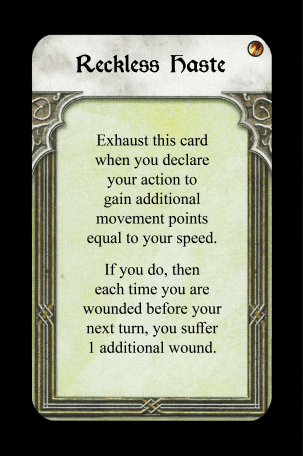 Reckless Haste
Exhaust this card
when you declare
your action to
gain additional
movement points
equal to your speed.
If you do, then
each time you are
wounded before your
next turn, you suffer
1 additional wound.